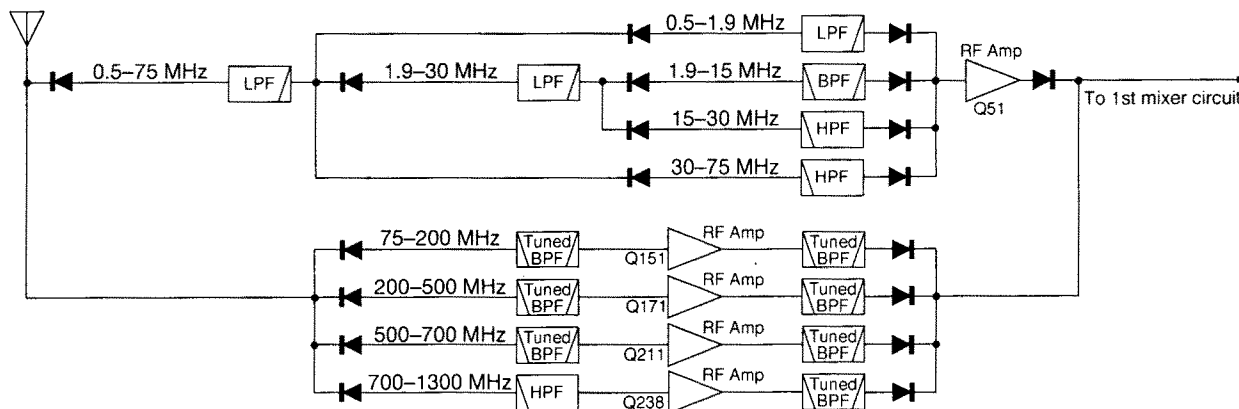 0.5–1.9 MHz LPF
RF Amp
0.5–75 MHz LPF 1.9–30 MHz LPF 1.9–15 MHz BPF
Q51
To 1st mixer circuit
15–30 MHz HPF
30–75 MHz HPF
75–200 MHz Tuned BPF Q151 RF Amp Tuned BPF
200–500 MHz Tuned BPF Q171 RF Amp Tuned BPF
500–700 MHz Tuned BPF Q211 RF Amp Tuned BPF
700–1300 MHz HPF Q238 RF Amp Tuned BPF